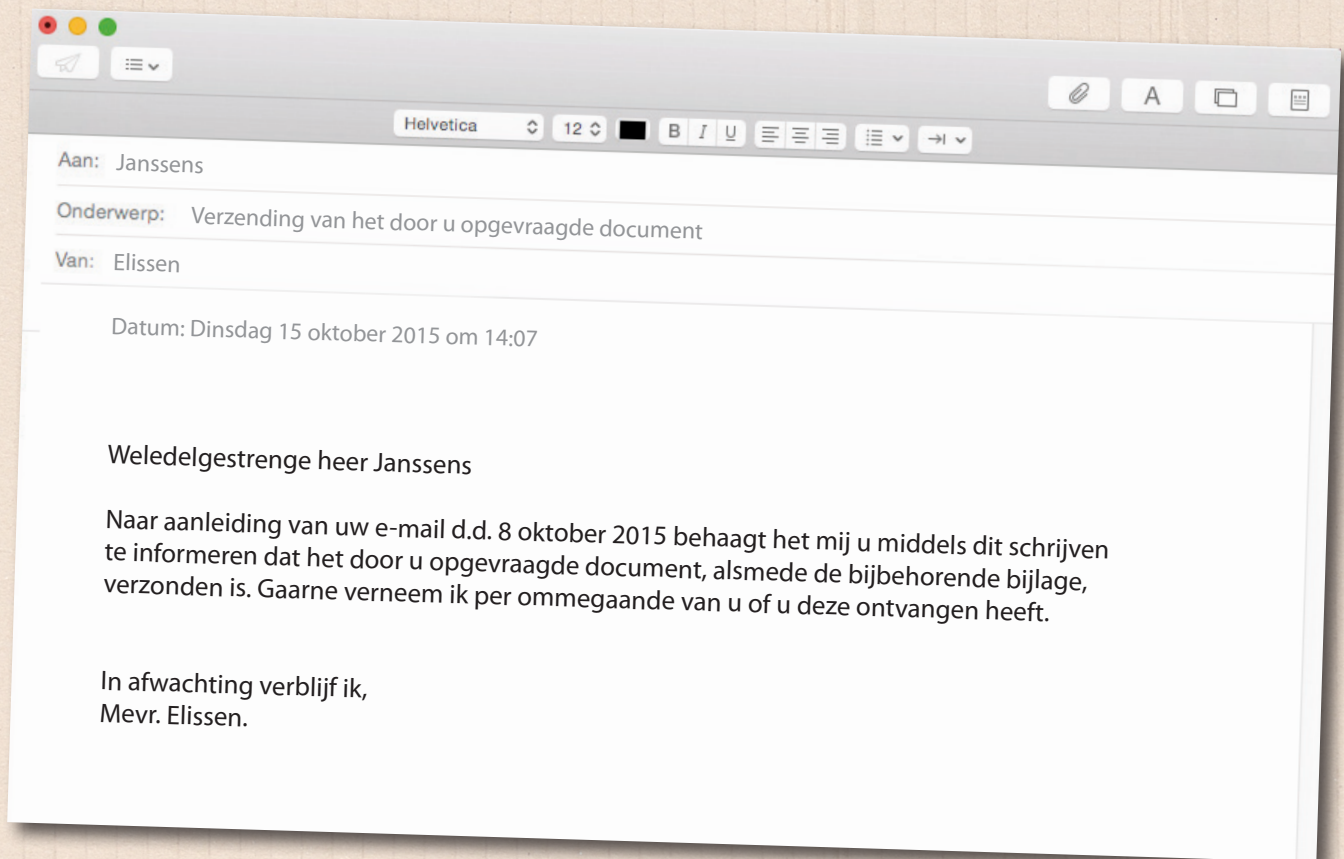 Helvetica 12 B I U
A
Aan: Janssens
Onderwerp: Verzending van het door u opgevraagde document
Van: Elissen
Datum: Dinsdag 15 oktober 2015 om 14:07
Weledelgestrenge heer Janssens
Naar aanleiding van uw e-mail d.d. 8 oktober 2015 behaagt het mij u middels dit schrijven
te informeren dat het door u opgevraagde document, alsmede de bijbehorende bijlage,
verzonden is. Gaarne verneem ik per ommegaande van u of u deze ontvangen heeft.
In afwachting verblijf ik,
Mevr. Elissen.